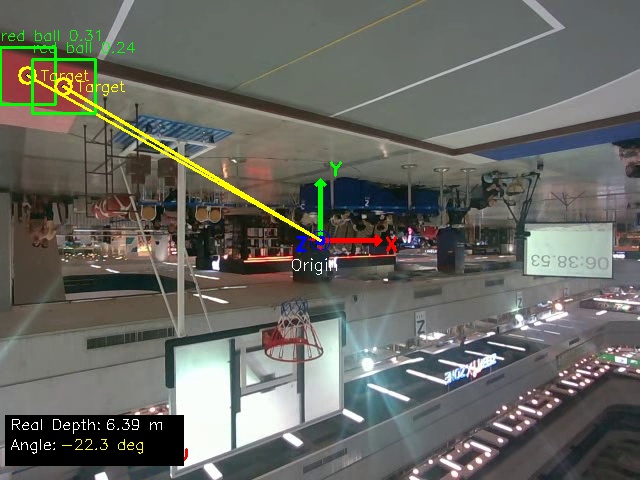 red ball 0.31
red ball 0.24
Target
Target
Y
Z
X
Origin
06:38.53
Real Depth: 6.39 m
Angle: −22.3 deg